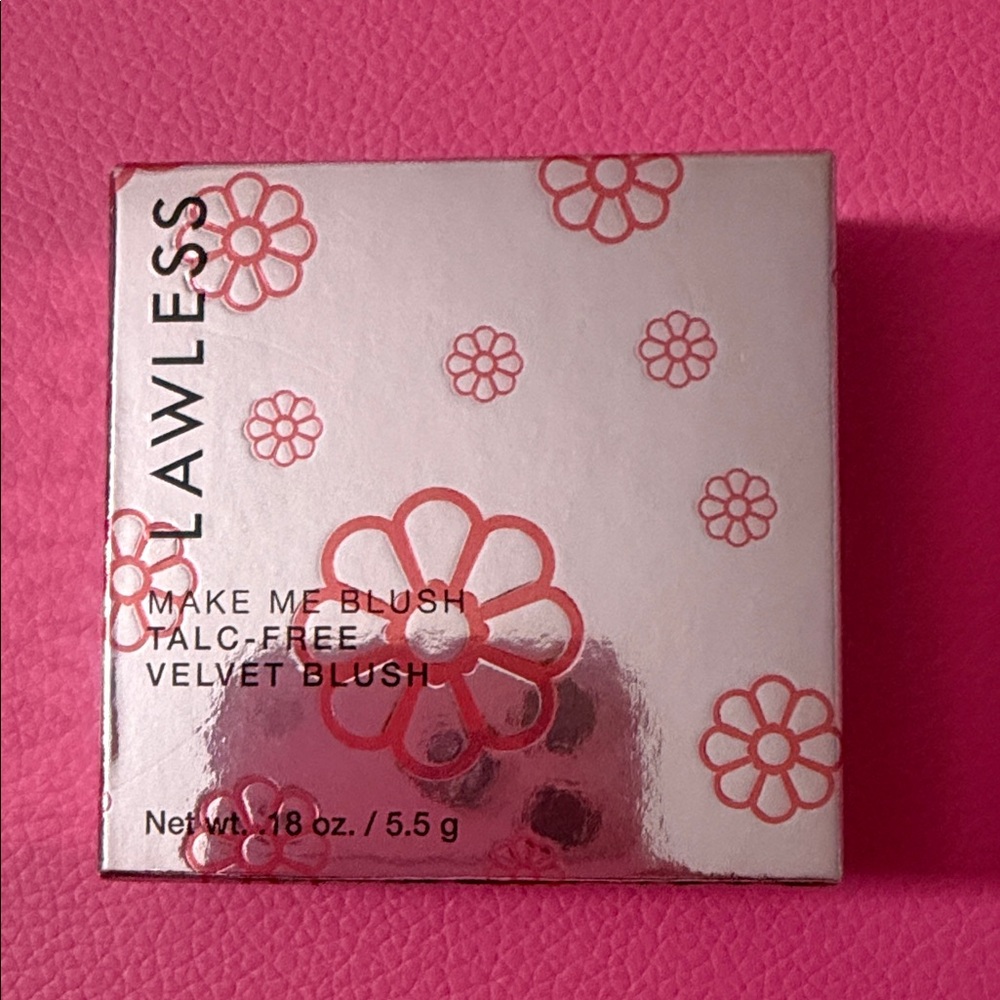 LAWLESS
MAKE ME BLUSH
TALC-FREE
VELVET BLUSH
Net wt. .18 oz. / 5.5 g